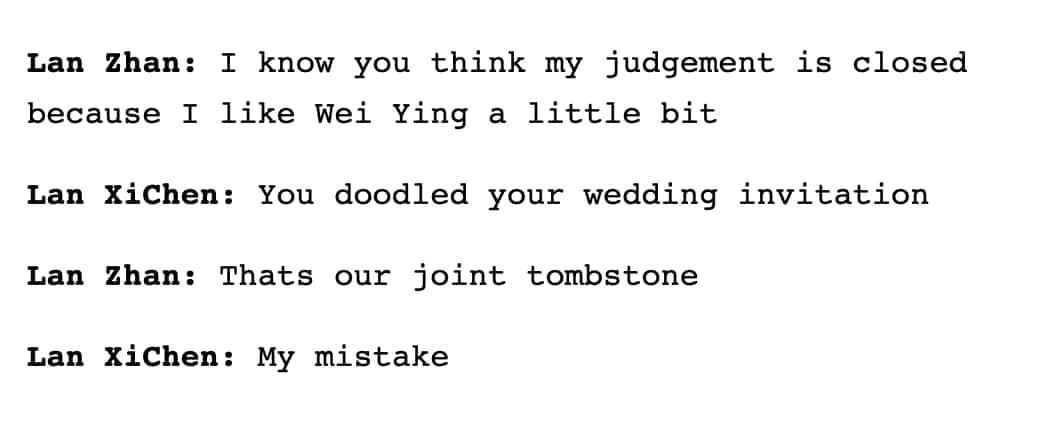 Lan Zhan: I know you think my judgement is closed
because I like Wei Ying a little bit
Lan XiChen: You doodled your wedding invitation
Lan Zhan: Thats our joint tombstone
Lan XiChen: My mistake